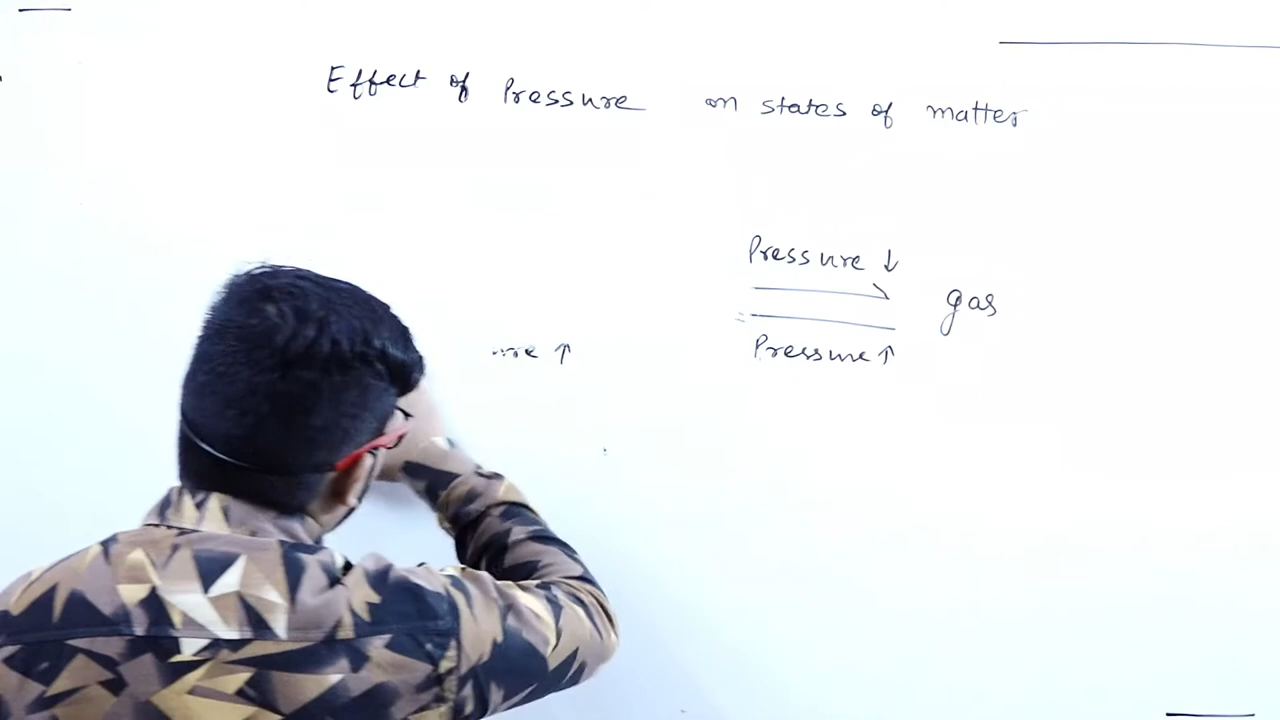 Effect of Pressure on states of matter
Pressure ↓
gas
↑ Pressure ↑